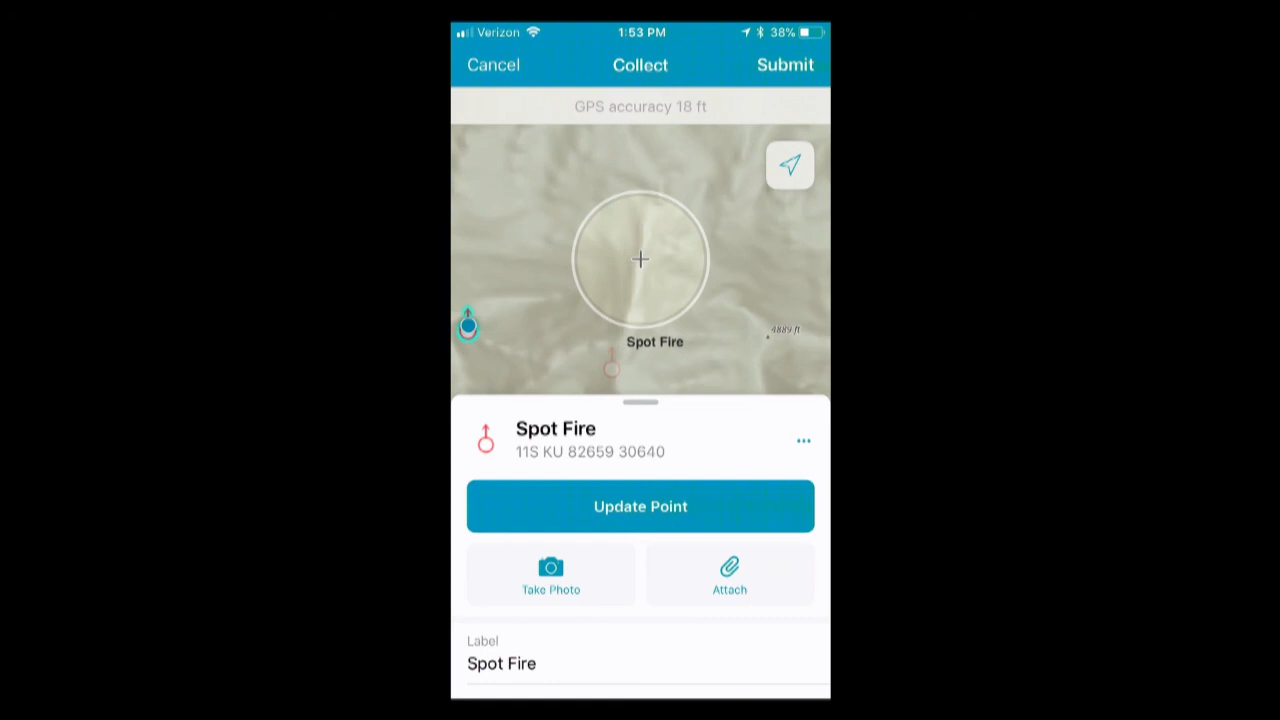 Verizon 1:53 PM 38%
Cancel Collect Submit
GPS accuracy 18 ft
4889 ft
Spot Fire
Spot Fire
11S KU 82659 30640
Update Point
Take Photo Attach
Label
Spot Fire